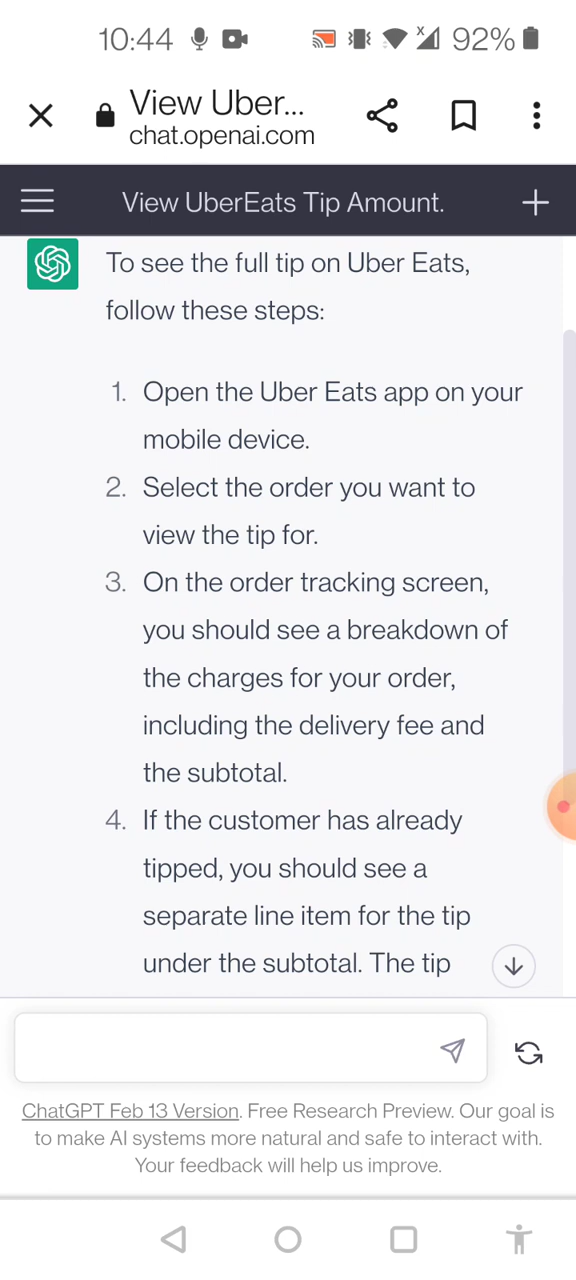 10:44 92%
View Uber...
chat.openai.com
View UberEats Tip Amount.
To see the full tip on Uber Eats,
follow these steps:
1. Open the Uber Eats app on your
mobile device.
2. Select the order you want to
view the tip for.
3. On the order tracking screen,
you should see a breakdown of
the charges for your order,
including the delivery fee and
the subtotal.
4. If the customer has already
tipped, you should see a
separate line item for the tip
under the subtotal. The tip
ChatGPT Feb 13 Version. Free Research Preview. Our goal is
to make AI systems more natural and safe to interact with.
Your feedback will help us improve.